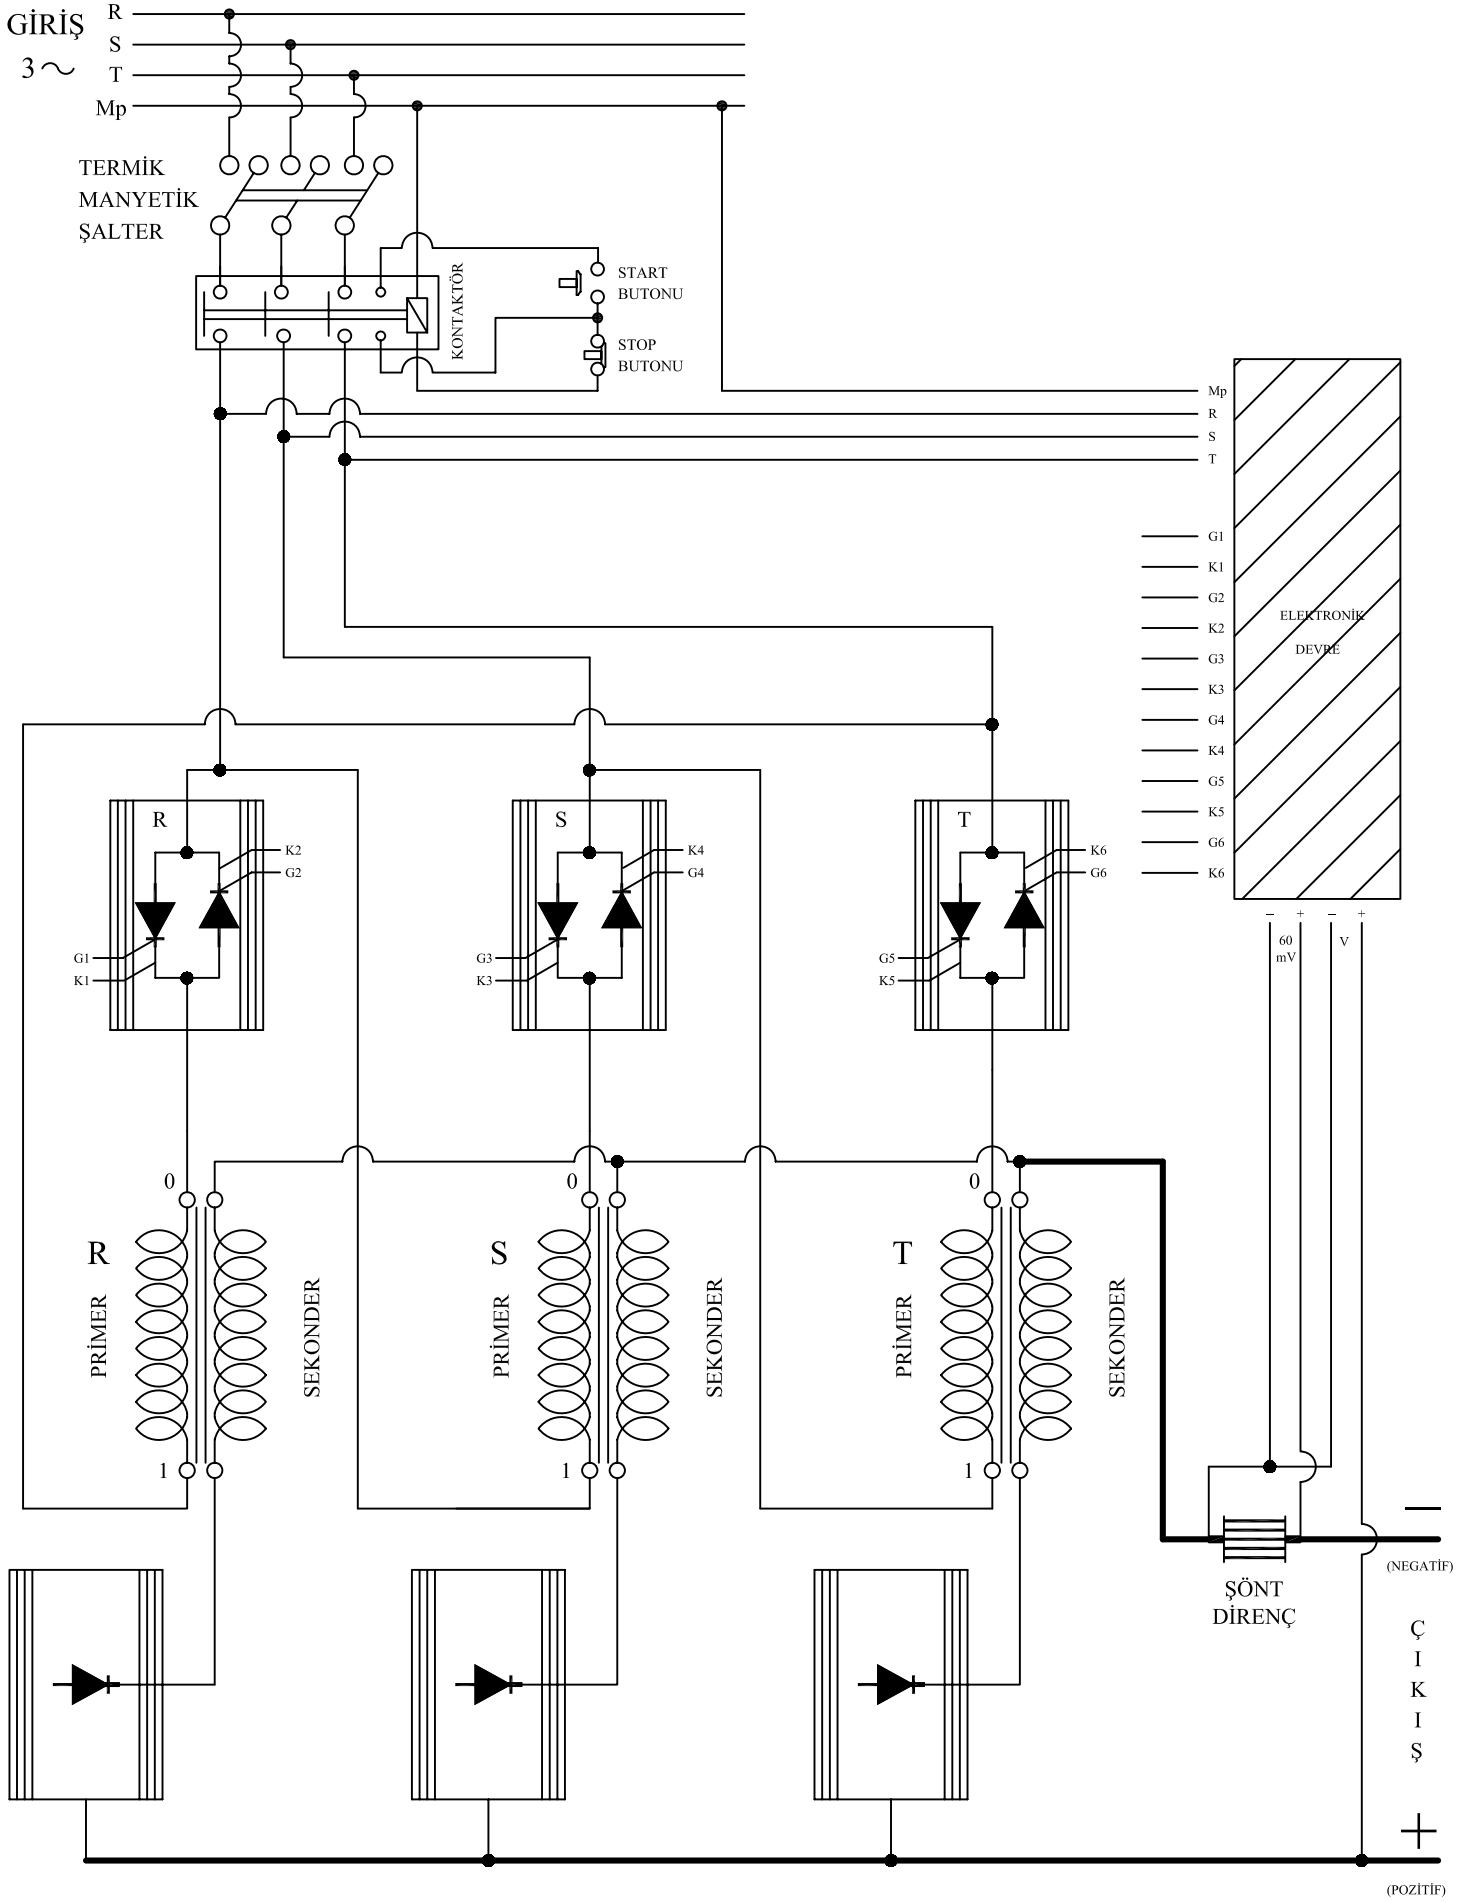 GİRİŞ
3
R
S
T
Mp
TERMİK
MANYETİK
ŞALTER
KONTAKTÖR
START
BUTONU
STOP
BUTONU
Mp
R
S
T
G1
K1
G2
K2
G3
K3
G4
K4
G5
K5
G6
K6
ELEKTRONİK
DEVRE
– + – +
60
mV
V
R
K2
G2
G1
K1
S
K4
G4
G3
K3
T
K6
G6
G5
K5
0
R
PRİMER
SEKONDER
1
0
S
PRİMER
SEKONDER
1
0
T
PRİMER
SEKONDER
1
ŞÖNT
DİRENÇ
–
(NEGATİF)
Ç
I
K
I
Ş
+
(POZİTİF)